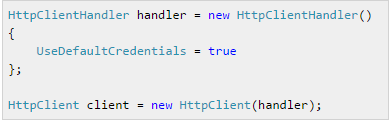 HttpClientHandler handler = new HttpClientHandler()
{
    UseDefaultCredentials = true
};
HttpClient client = new HttpClient(handler);